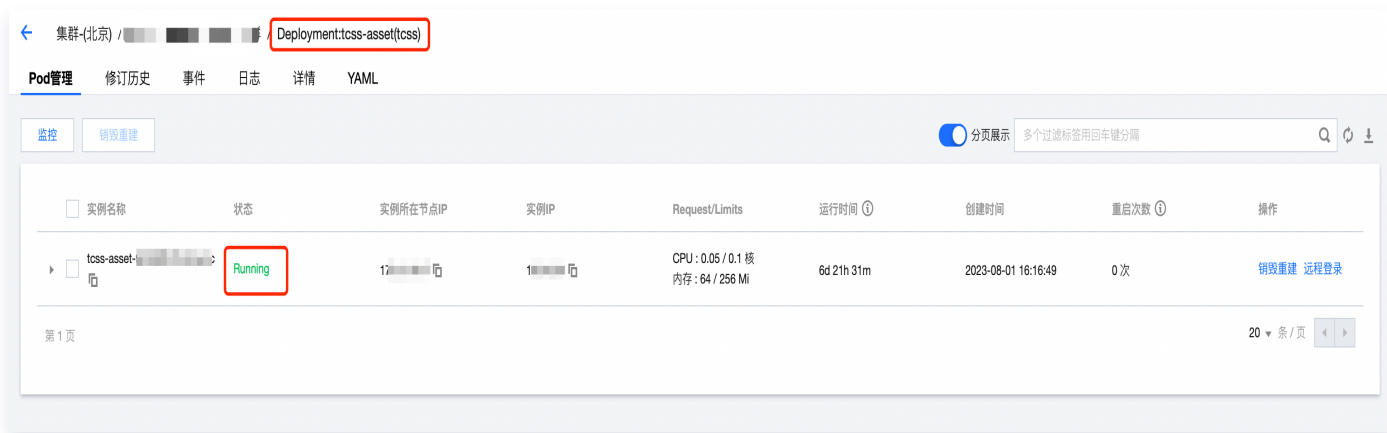 集群-(北京) / / Deployment:tcss-asset(tcss)
Pod管理 修订历史 事件 日志 详情 YAML
监控 销毁重建 分页展示 多个过滤标签用回车键分隔
实例名称 状态 实例所在节点IP 实例IP Request/Limits 运行时间 创建时间 重启次数 操作
tcss-asset- Running CPU : 0.05 / 0.1 核 6d 21h 31m 2023-08-01 16:16:49 0 次 销毁重建 远程登录
内存 : 64 / 256 Mi
第 1 页 20 条 / 页